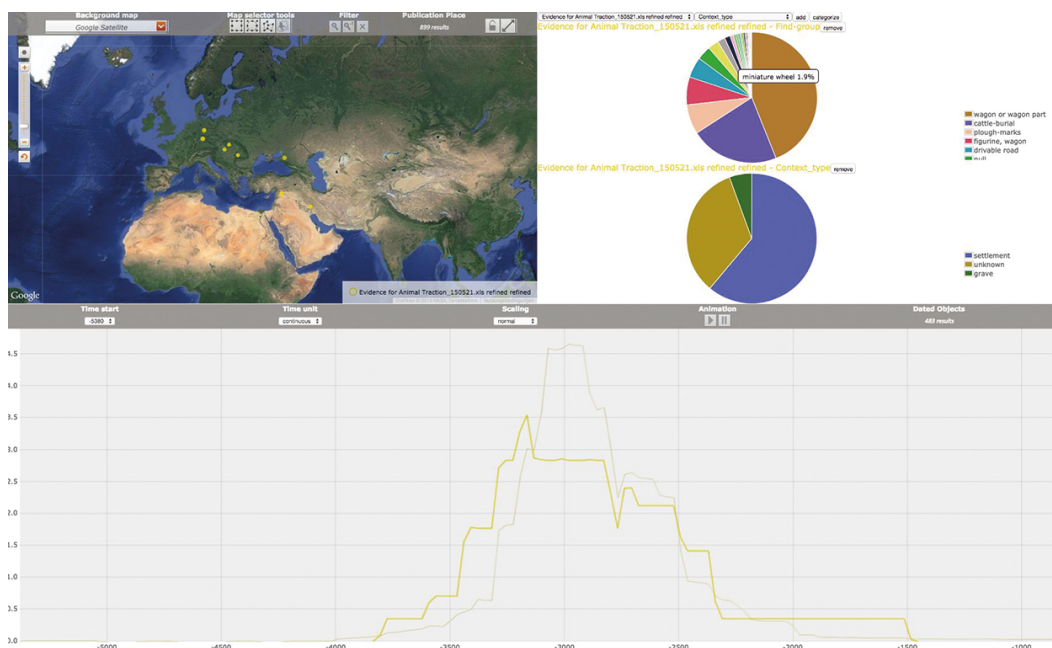 Background map
Google Satellite
Map selector tools
Filter
Publication Place
899 results
Google
Evidence for Animal Traction_150521.xls refined refined
Evidence for Animal Traction_150521.xls refined refined
Context_type
add
categorize
Evidence for Animal Traction_150521.xls refined refined - Find-group
remove
miniature wheel 1.9%
wagon or wagon part
cattle-burial
plough-marks
figurine, wagon
drivable road
Evidence for Animal Traction_150521.xls refined refined - Context_type
remove
settlement
unknown
grave
Time start
-5380
Time unit
continuous
Scaling
normal
Animation
Dated Objects
483 results
4.5
4.0
3.5
3.0
2.5
2.0
1.5
1.0
0.5
0.0
-5000
-4500
-4000
-3500
-3000
-2500
-2000
-1500
-1000